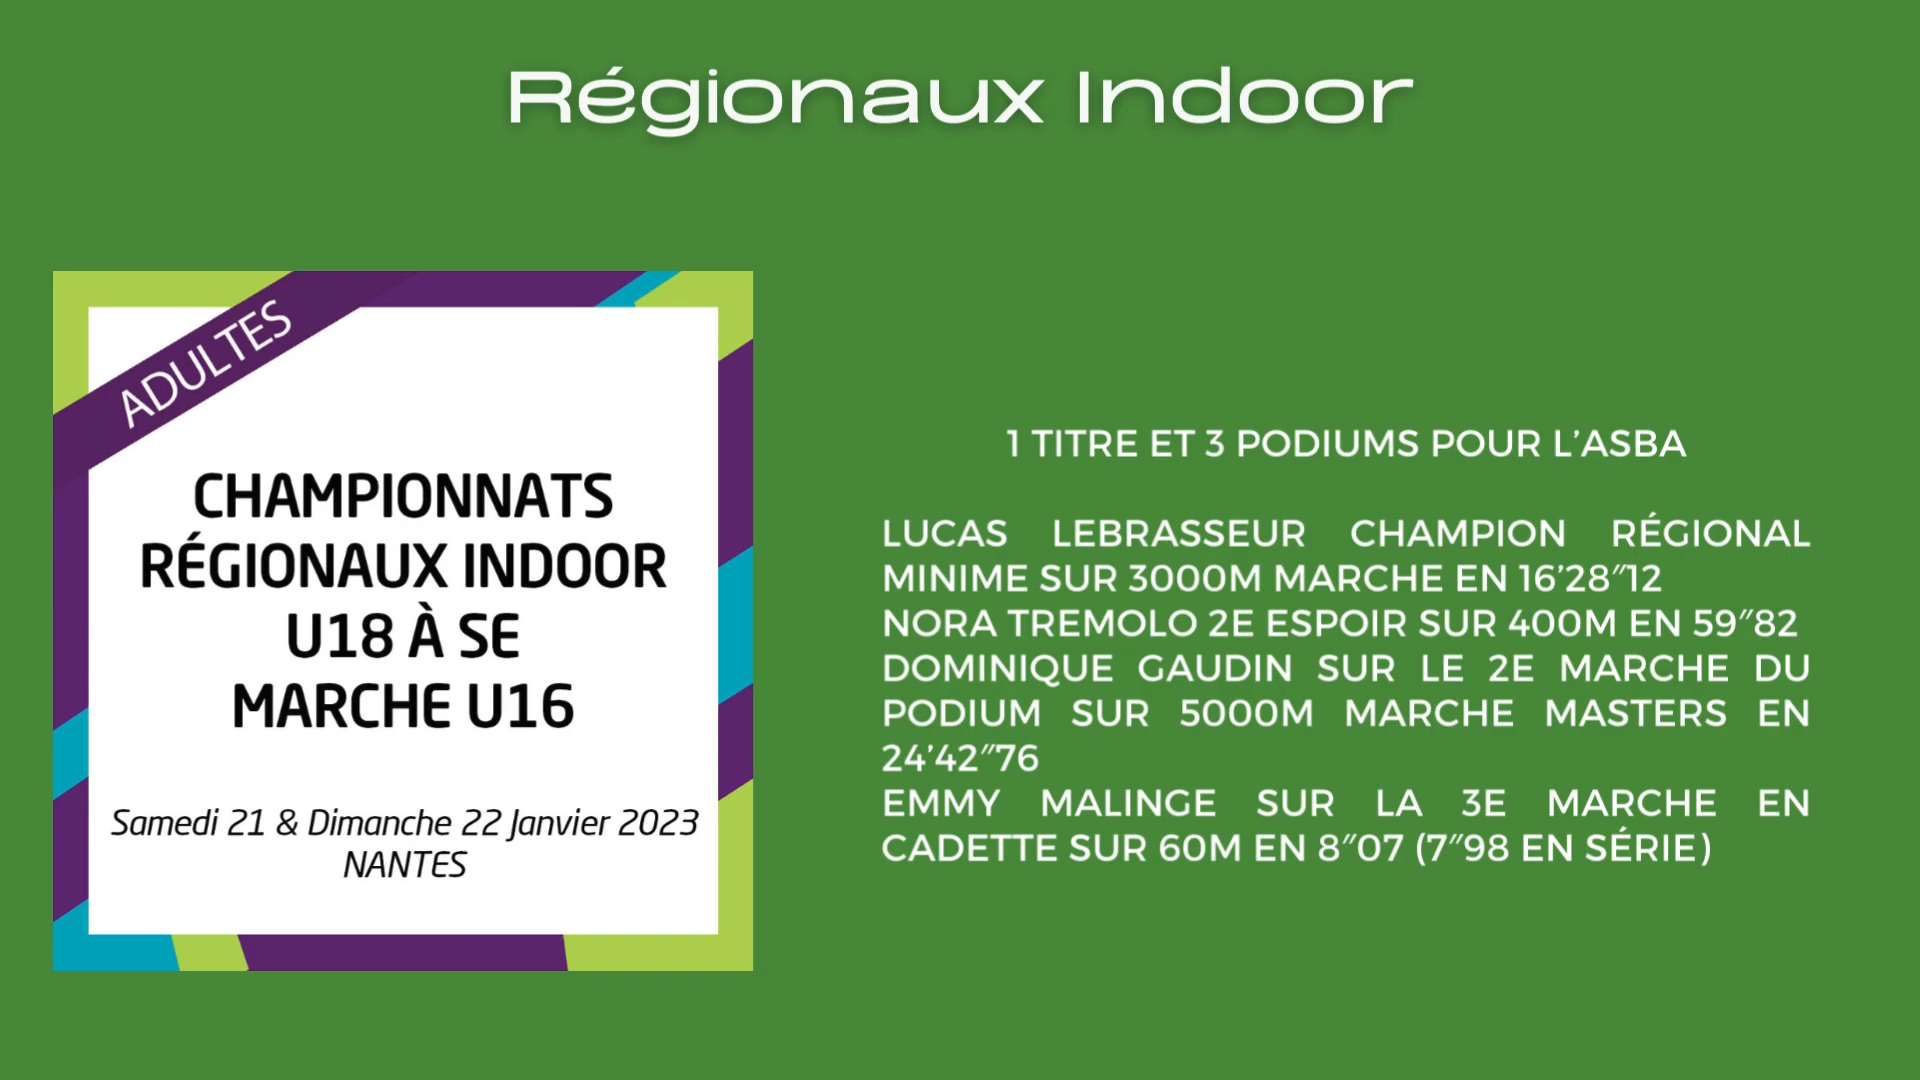 Régionaux Indoor
ADULTES
CHAMPIONNATS
RÉGIONAUX INDOOR
U18 À SE
MARCHE U16
Samedi 21 & Dimanche 22 Janvier 2023
NANTES
1 TITRE ET 3 PODIUMS POUR L’ASBA
LUCAS LEBRASSEUR CHAMPION RÉGIONAL
MINIME SUR 3000M MARCHE EN 16’28″12
NORA TREMOLO 2E ESPOIR SUR 400M EN 59″82
DOMINIQUE GAUDIN SUR LE 2E MARCHE DU
PODIUM SUR 5000M MARCHE MASTERS EN
24’42″76
EMMY MALINGE SUR LA 3E MARCHE EN
CADETTE SUR 60M EN 8″07 (7″98 EN SÉRIE)